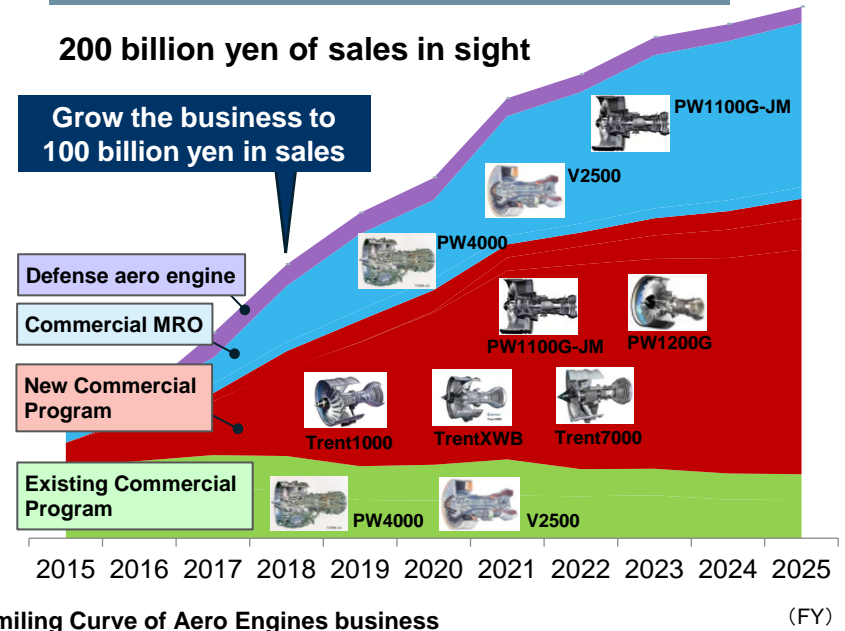 200 billion yen of sales in sight
Grow the business to
100 billion yen in sales
PW1100G-JM
V2500
PW4000
Defense aero engine
Commercial MRO
New Commercial
Program
PW1100G-JM
PW1200G
Trent1000
TrentXWB
Trent7000
Existing Commercial
Program
PW4000
V2500
2015 2016 2017 2018 2019 2020 2021 2022 2023 2024 2025
(FY)
miling Curve of Aero Engines business